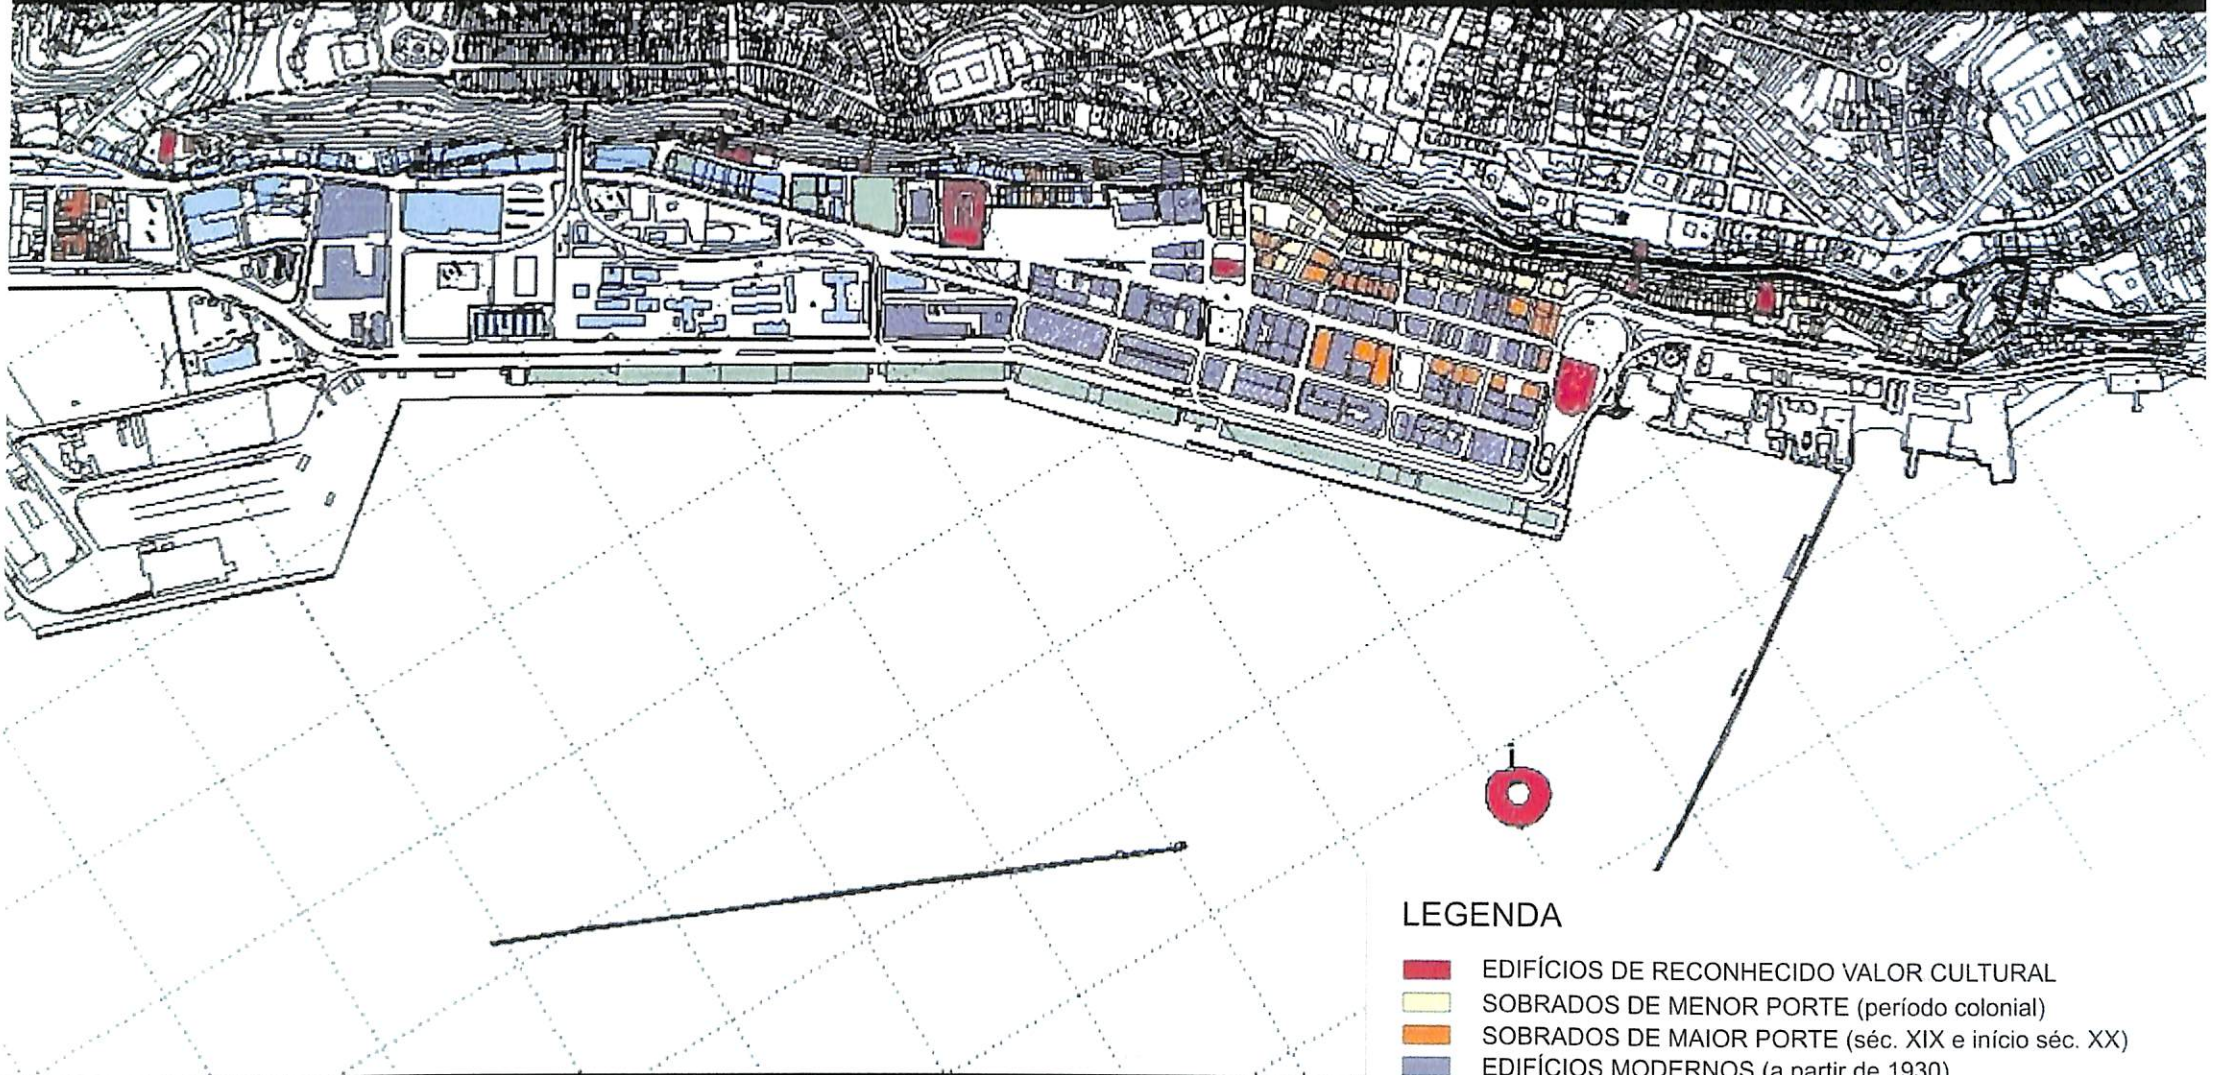 LEGENDA
EDIFÍCIOS DE RECONHECIDO VALOR CULTURAL
SOBRADOS DE MENOR PORTE (período colonial)
SOBRADOS DE MAIOR PORTE (séc. XIX e início séc. XX)
EDIFÍCIOS MODERNOS (a partir de 1930)